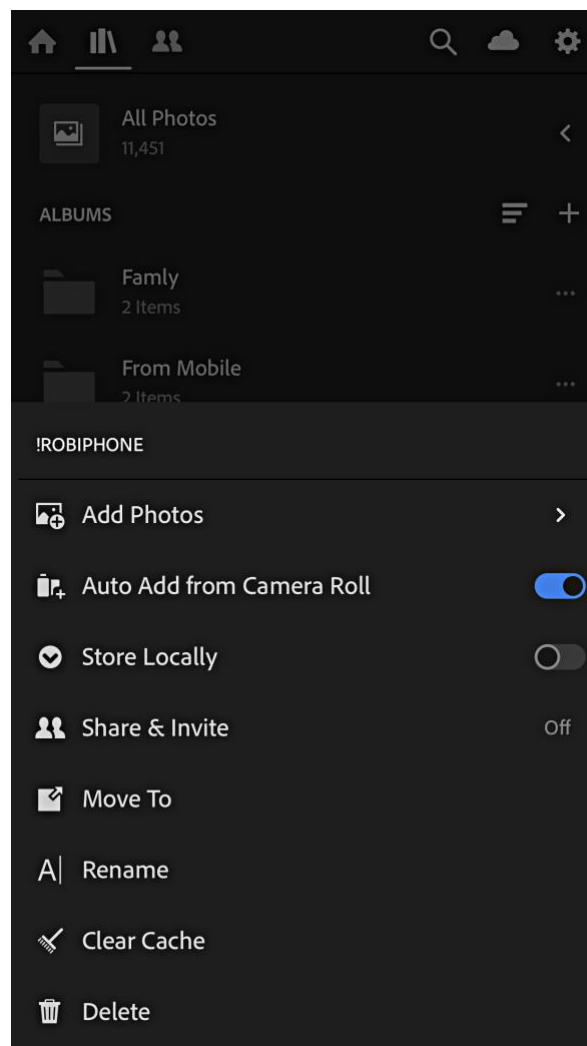 All Photos
11,451
ALBUMS
Famly
2 Items
From Mobile
2 Items
!ROBIPHONE
Add Photos
Auto Add from Camera Roll
Store Locally
Share & Invite Off
Move To
Rename
Clear Cache
Delete